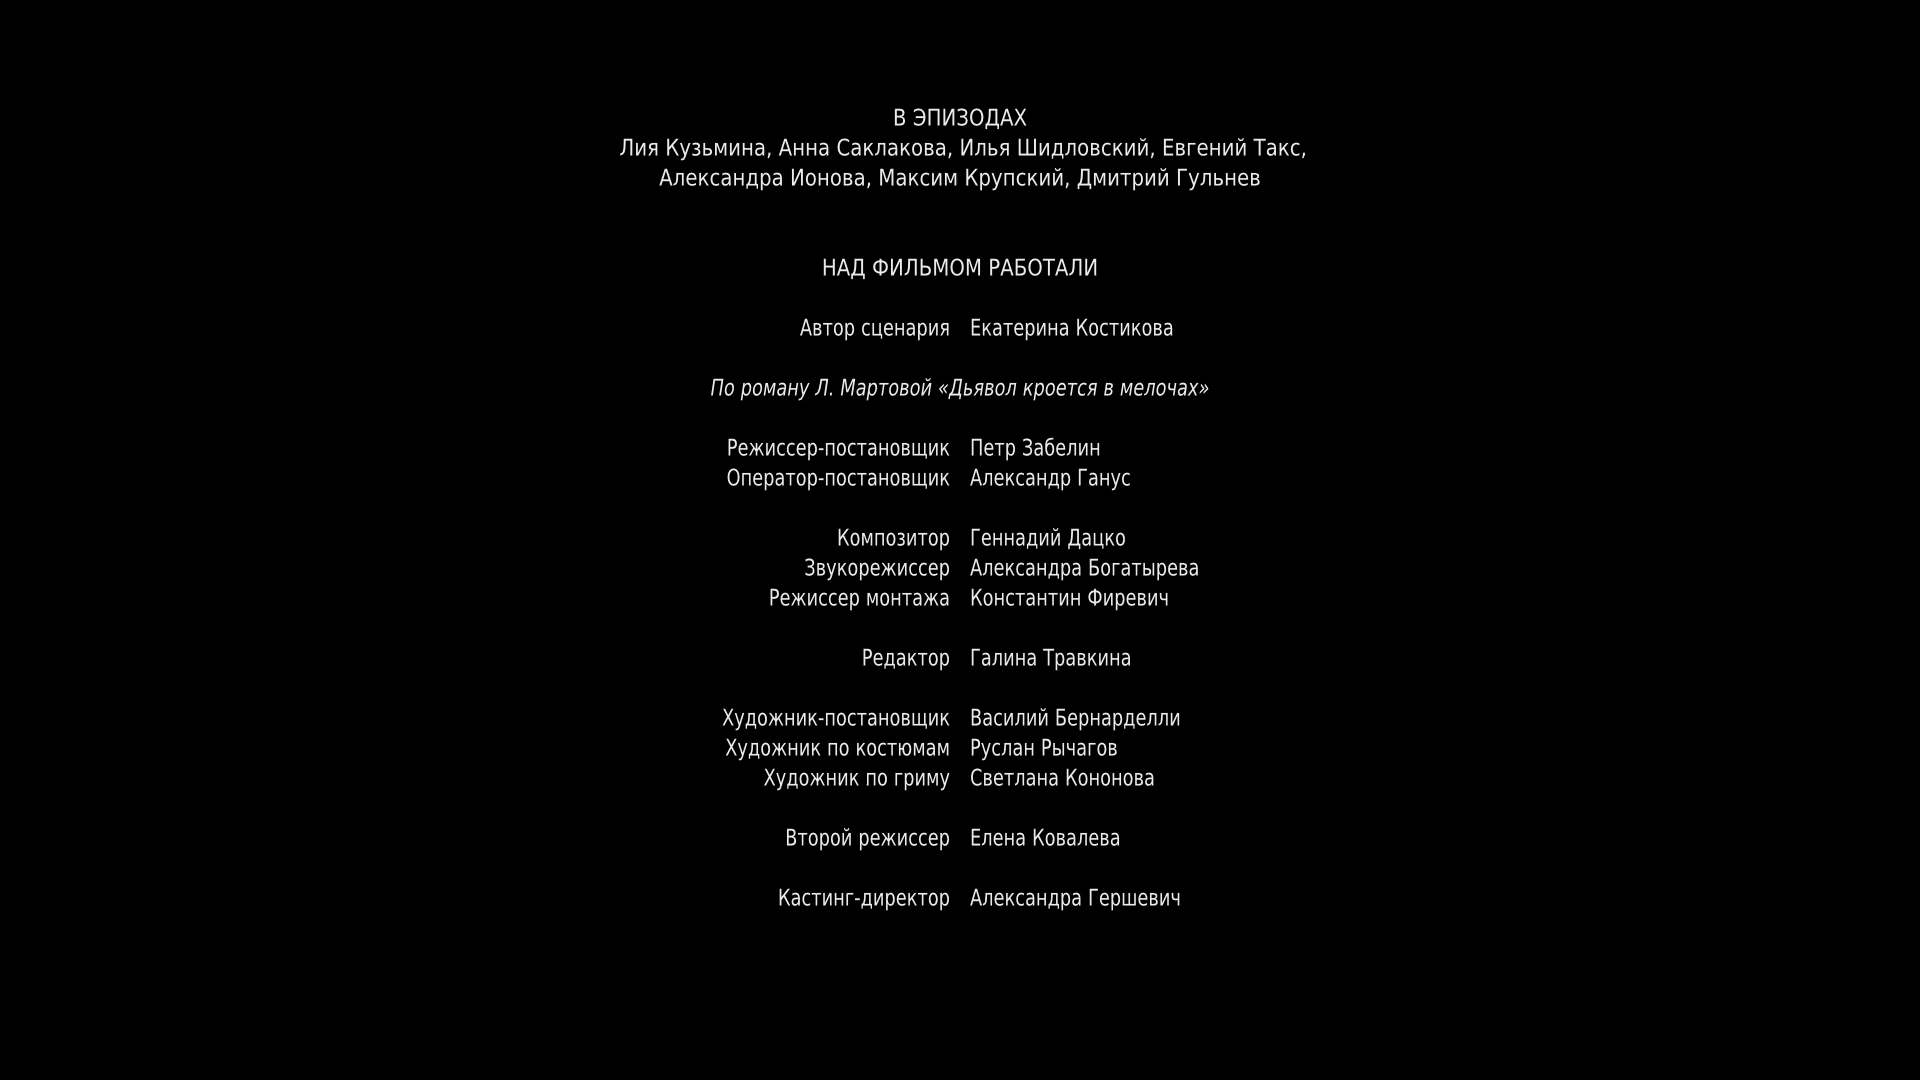 В ЭПИЗОДАХ
Лия Кузьмина, Анна Саклакова, Илья Шидловский, Евгений Такс,
Александра Ионова, Максим Крупский, Дмитрий Гульнев
НАД ФИЛЬМОМ РАБОТАЛИ
Автор сценария Екатерина Костикова
По роману Л. Мартовой «Дьявол кроется в мелочах»
Режиссер-постановщик Петр Забелин
Оператор-постановщик Александр Ганус
Композитор Геннадий Дацко
Звукорежиссер Александра Богатырева
Режиссер монтажа Константин Фиревич
Редактор Галина Травкина
Художник-постановщик Василий Бернарделли
Художник по костюмам Руслан Рычагов
Художник по гриму Светлана Кононова
Второй режиссер Елена Ковалева
Кастинг-директор Александра Гершевич